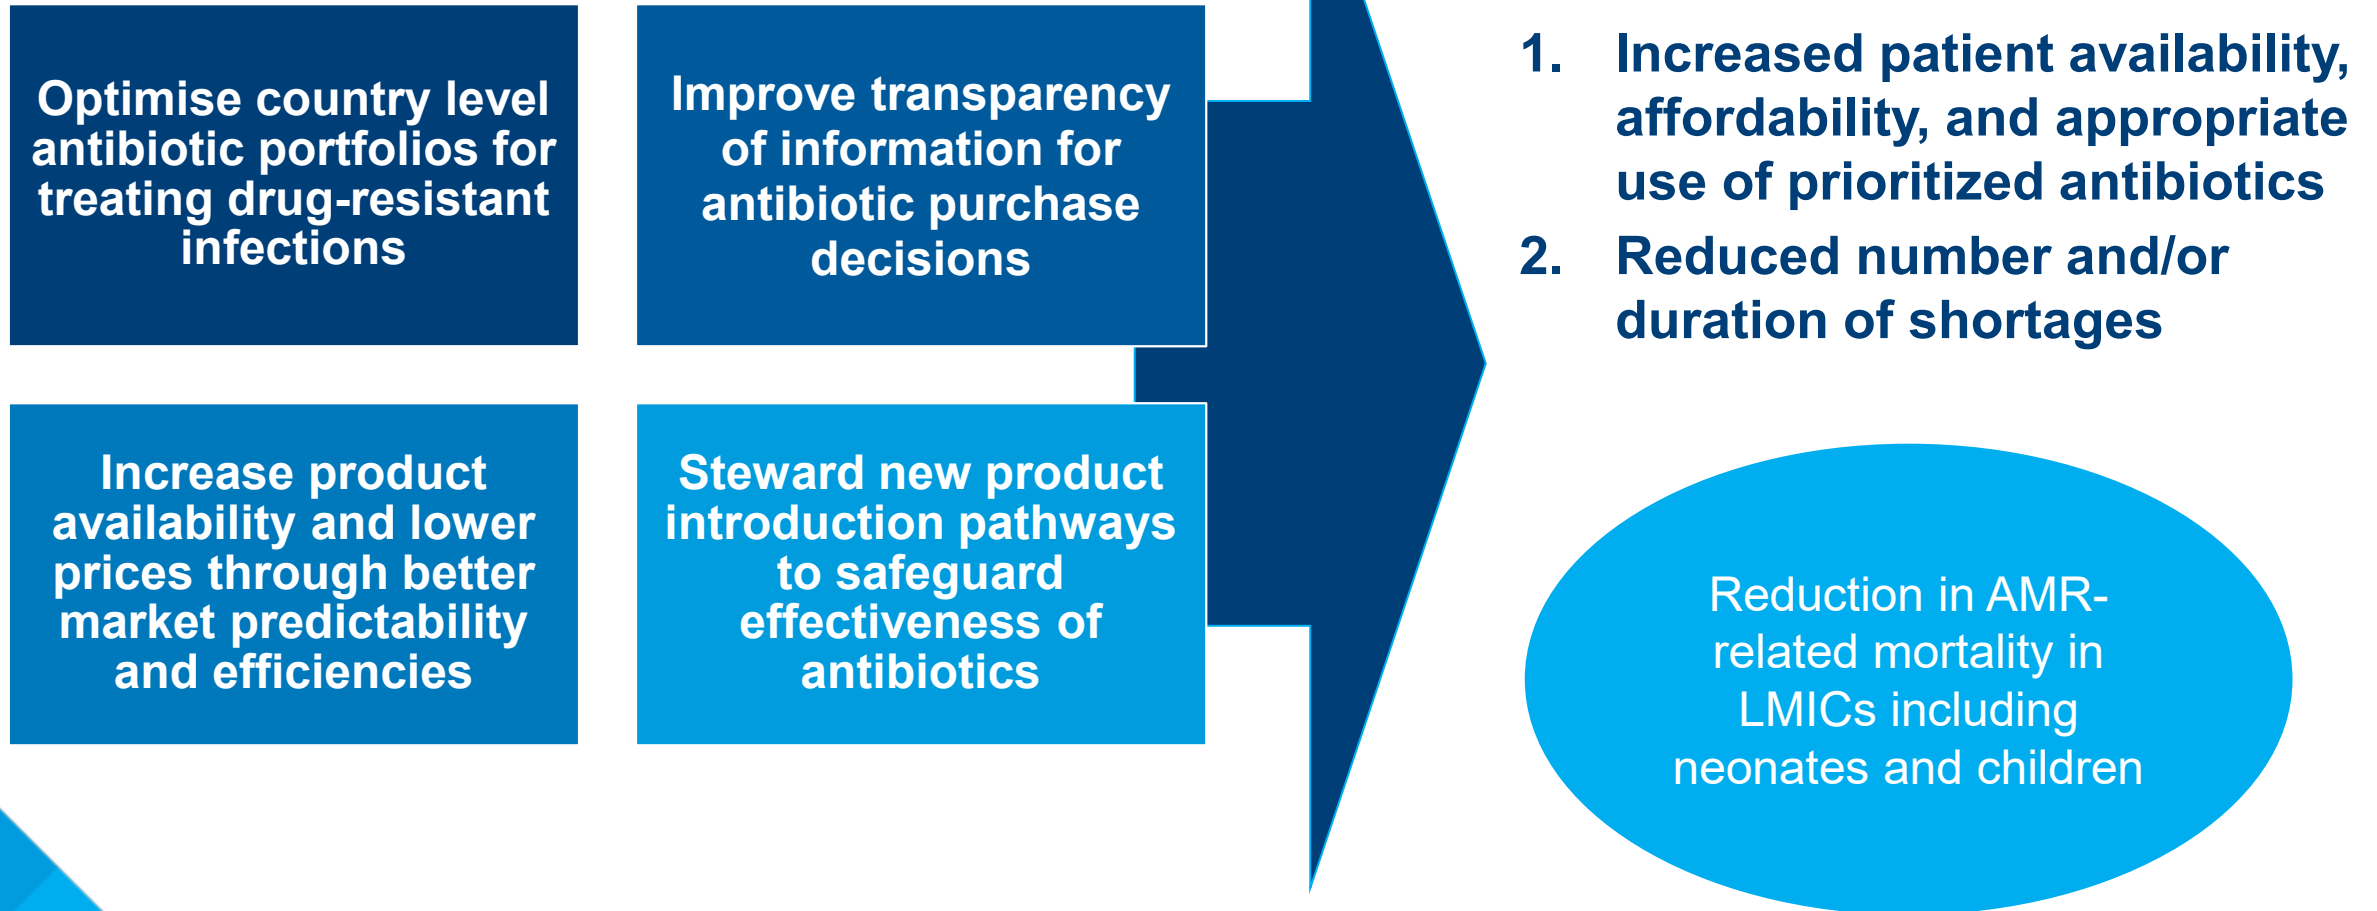 Optimise country level
antibiotic portfolios for
treating drug-resistant
infections
Improve transparency
of information for
antibiotic purchase
decisions
Increase product
availability and lower
prices through better
market predictability
and efficiencies
Steward new product
introduction pathways
to safeguard
effectiveness of
antibiotics
1. Increased patient availability,
affordability, and appropriate
use of prioritized antibiotics
2. Reduced number and/or
duration of shortages
Reduction in AMR-
related mortality in
LMICs including
neonates and children